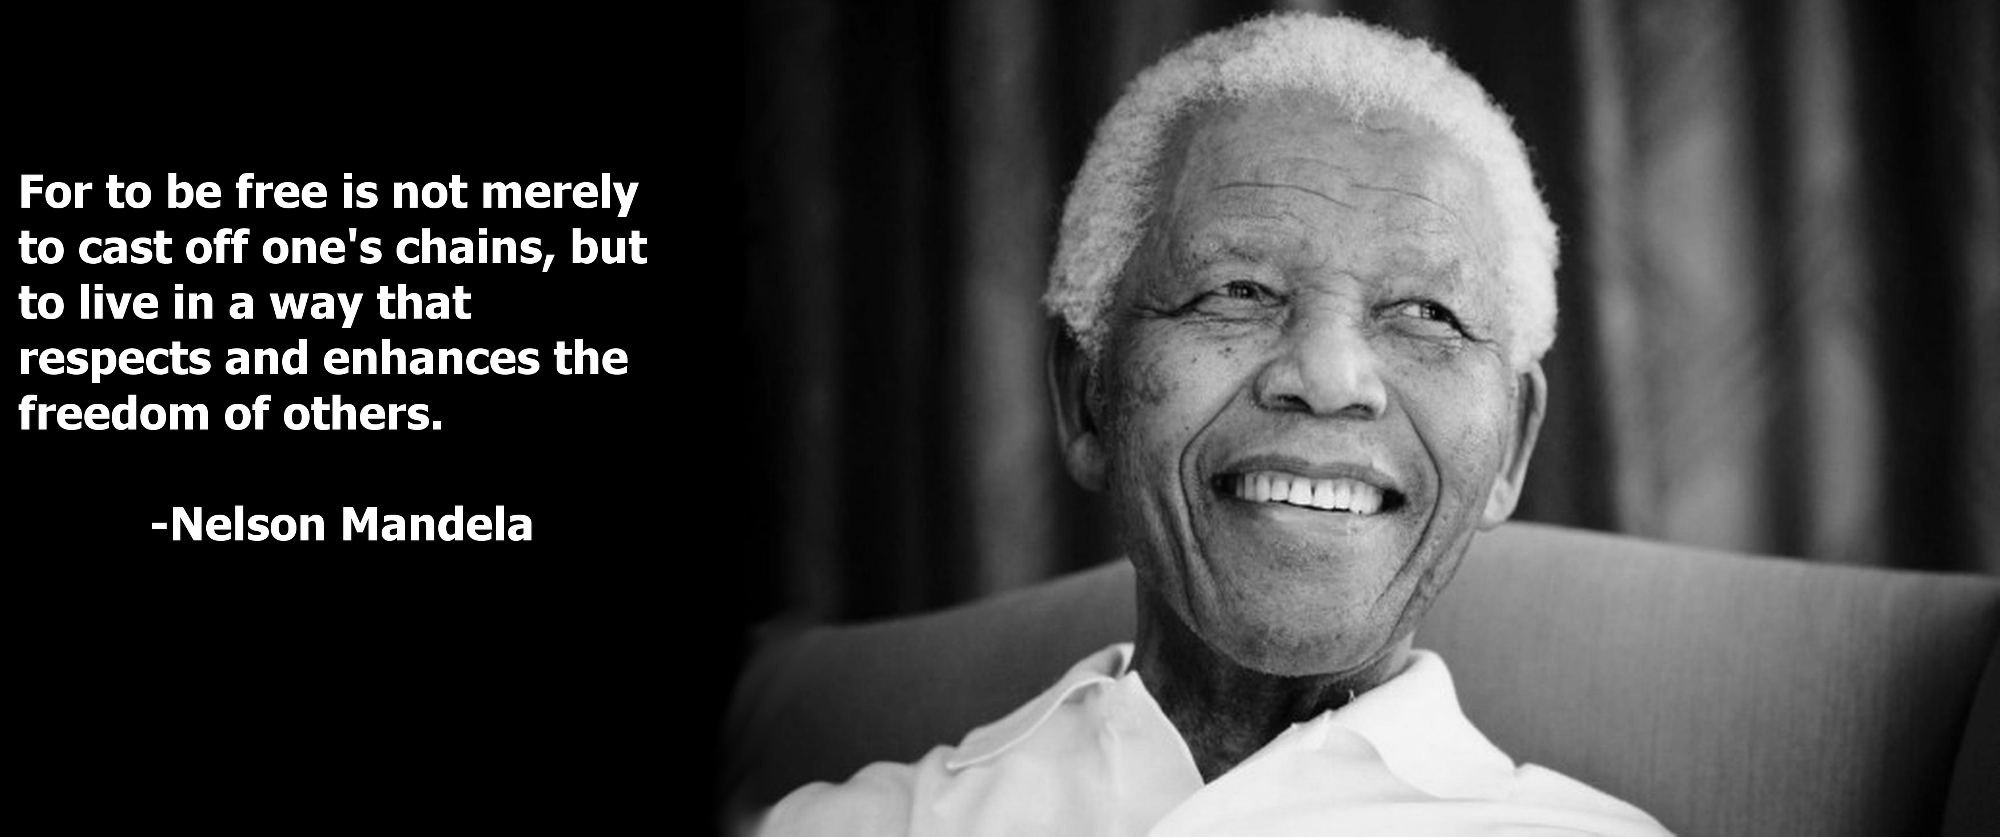 For to be free is not merely
to cast off one's chains, but
to live in a way that
respects and enhances the
freedom of others.
-Nelson Mandela